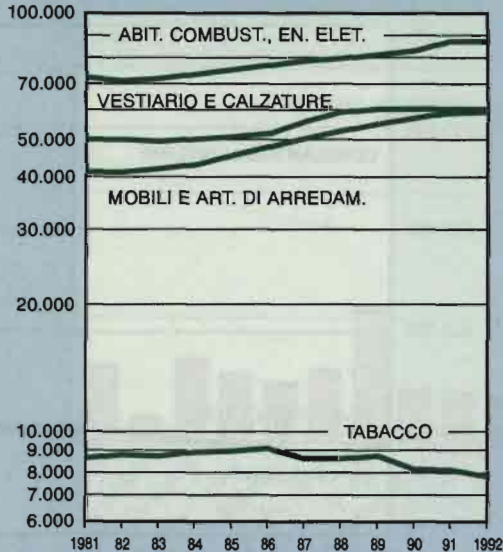 100.000
ABIT. COMBUST., EN. ELET.
70.000
VESTIARIO E CALZATURE
50.000
40.000
MOBILI E ART. DI ARREDAM.
30.000
20.000
10.000
TABACCO
9.000
8.000
7.000
6.000
1981 82 83 84 85 86 87 88 89 90 91 1992